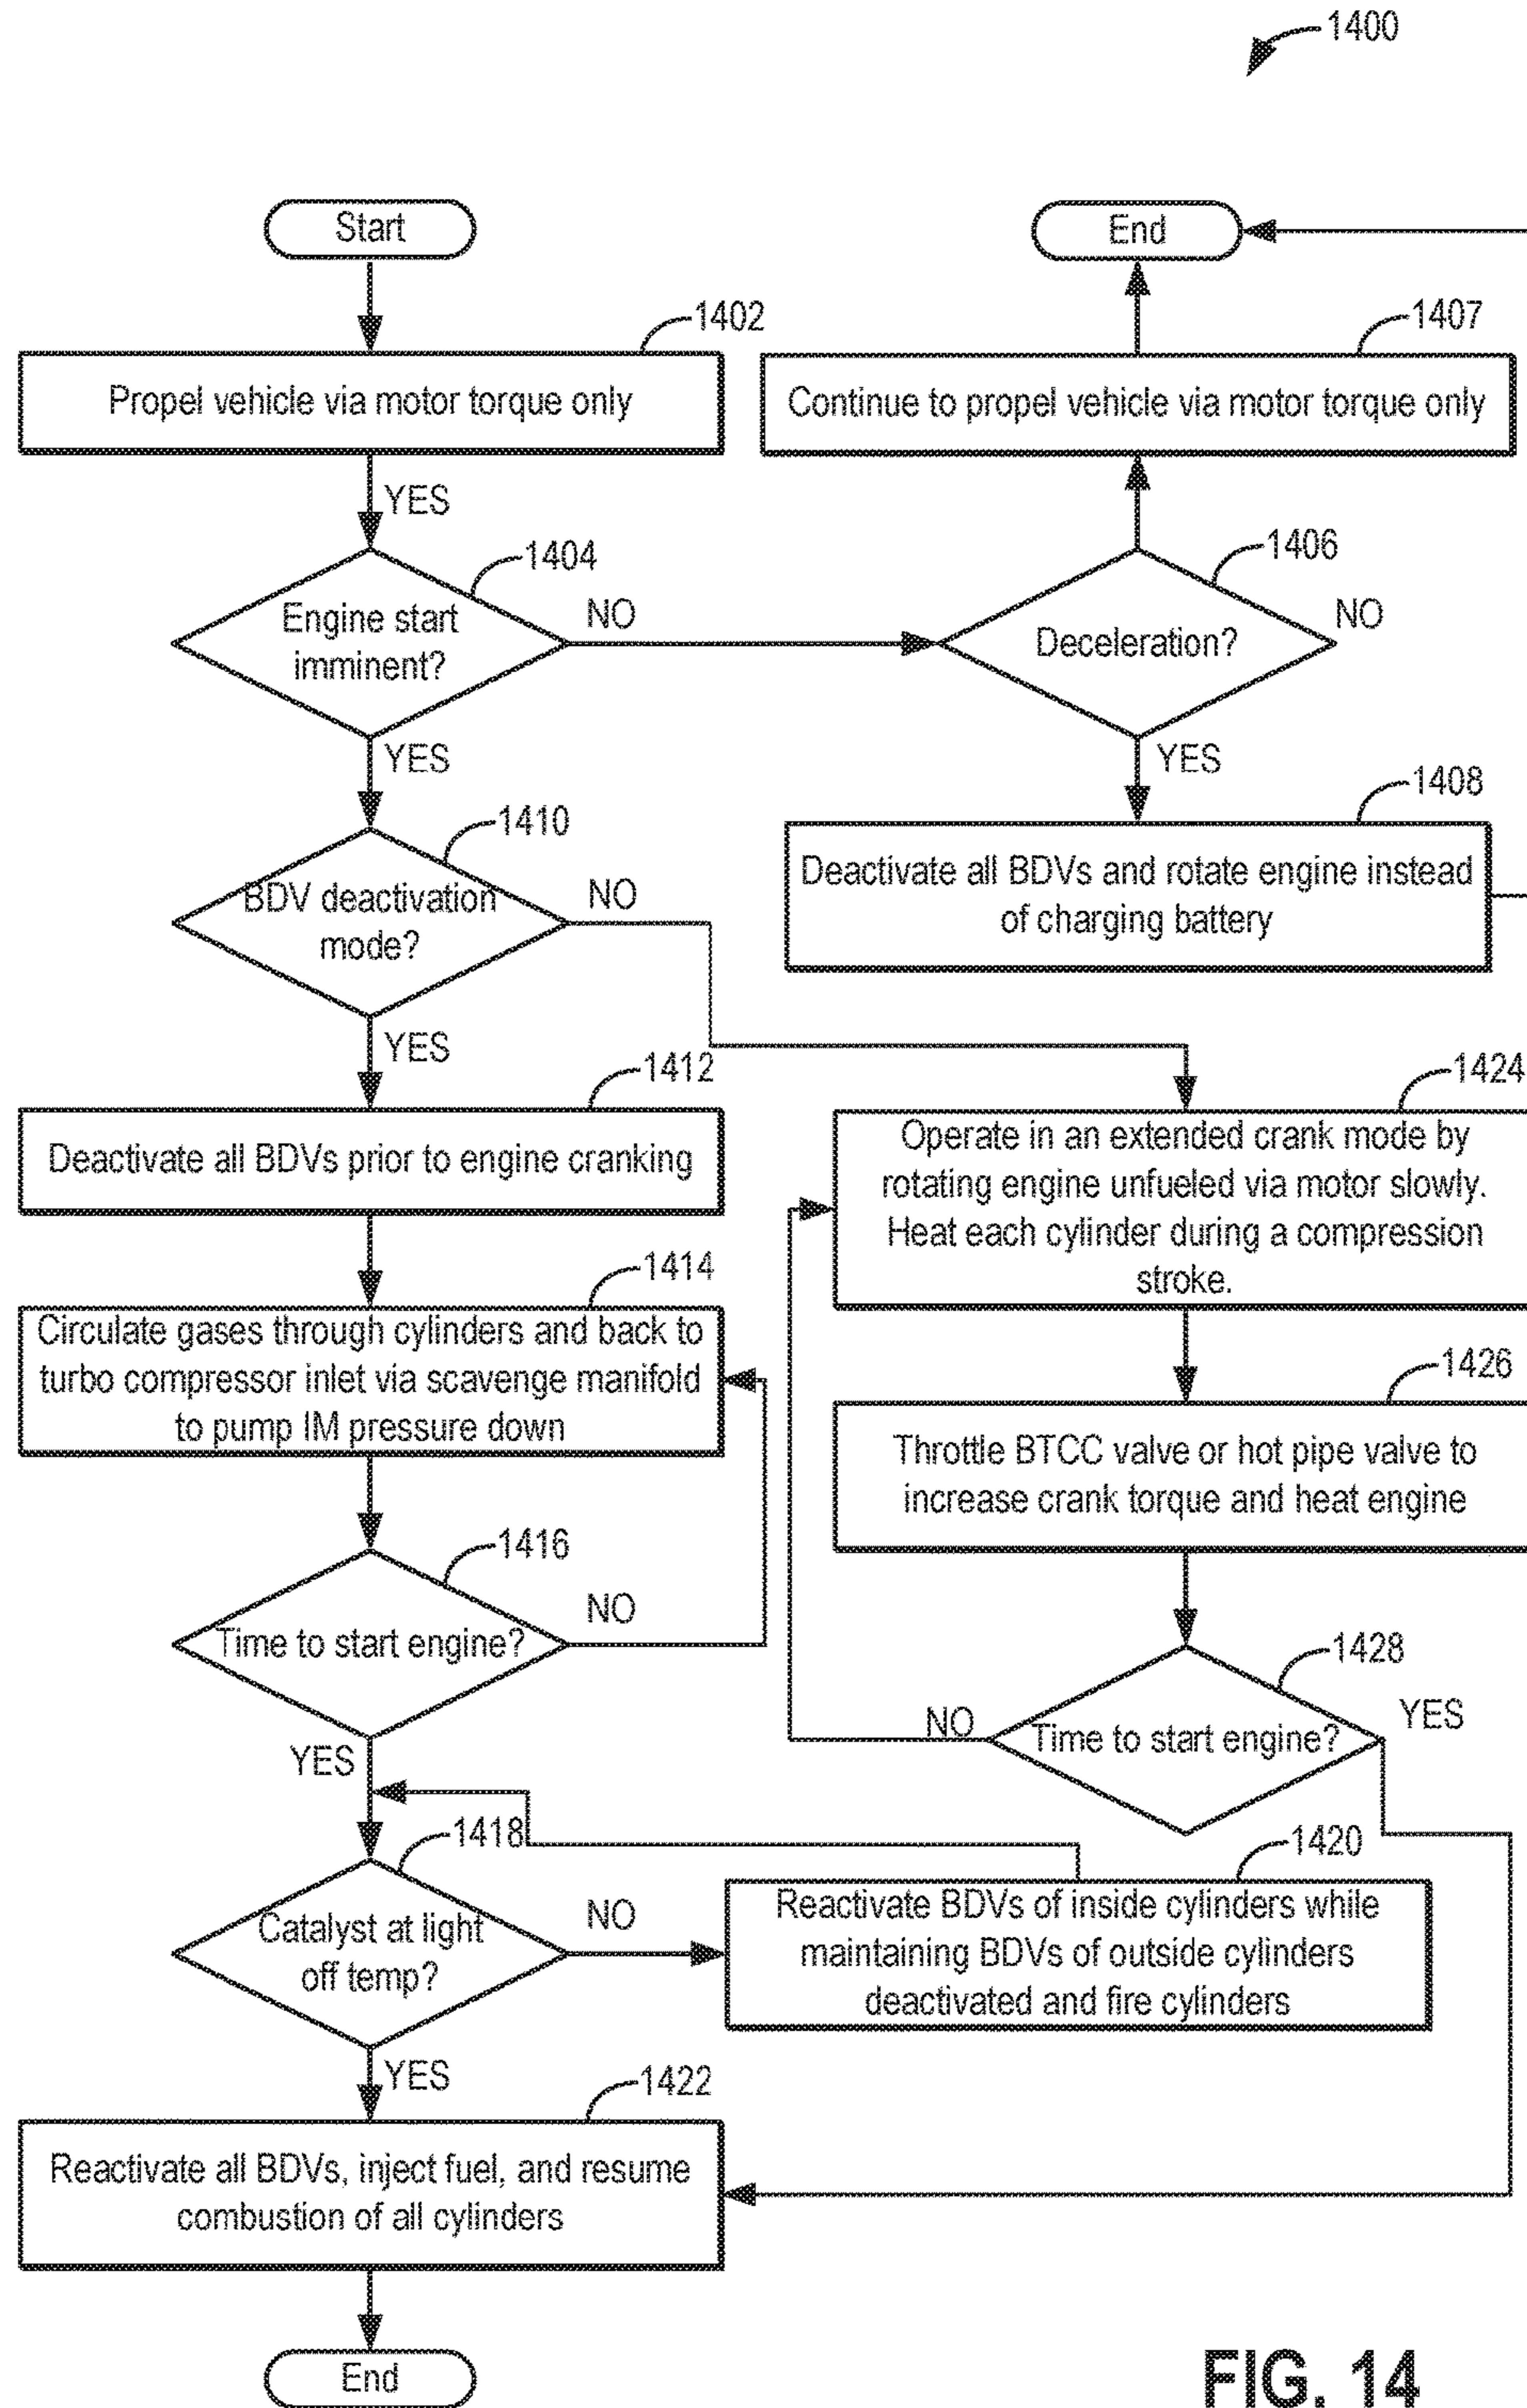 1400
Start
End
1402
1407
Propel vehicle via motor torque only
Continue to propel vehicle via motor torque only
YES
1404
1406
Engine start
imminent?
NO
Deceleration?
NO
YES
YES
1410
1408
BDV deactivation
mode?
NO
Deactivate all BDVs and rotate engine instead
of charging battery
YES
1412
1424
Deactivate all BDVs prior to engine cranking
Operate in an extended crank mode by
rotating engine unfueled via motor slowly.
Heat each cylinder during a compression
stroke.
1414
Circulate gases through cylinders and back to
turbo compressor inlet via scavenge manifold
to pump IM pressure down
1426
Throttle BTCC valve or hot pipe valve to
increase crank torque and heat engine
1416
Time to start engine?
NO
1428
Time to start engine?
NO
YES
YES
1418
1420
Catalyst at light
off temp?
NO
Reactivate BDVs of inside cylinders while
maintaining BDVs of outside cylinders
deactivated and fire cylinders
YES
1422
Reactivate all BDVs, inject fuel, and resume
combustion of all cylinders
End
FIG. 14